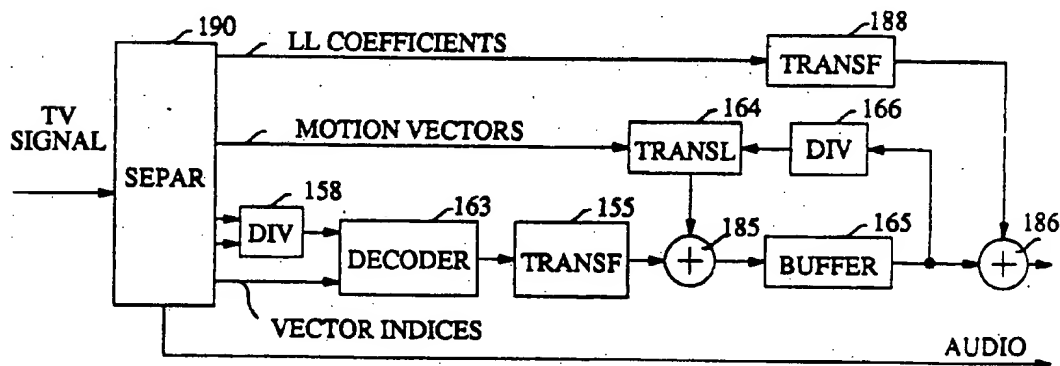 190
LL COEFFICIENTS
188
TRANSF
TV
SIGNAL
MOTION VECTORS
164
TRANSL
166
DIV
SEPAR
158
DIV
163
DECODER
155
TRANSF
+
185
165
BUFFER
+
186
VECTOR INDICES
AUDIO